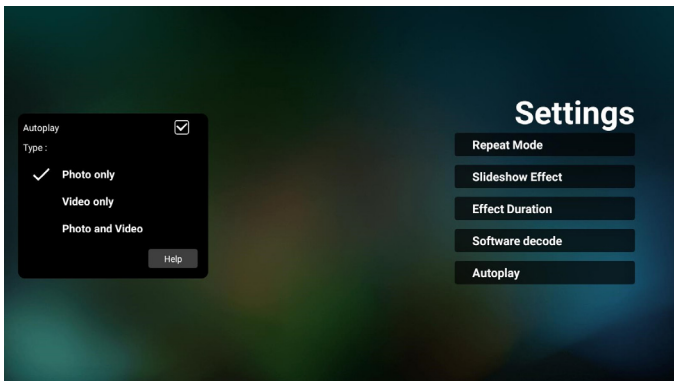 Settings
Autoplay
Type :
Photo only
Video only
Photo and Video
Help
Repeat Mode
Slideshow Effect
Effect Duration
Software decode
Autoplay